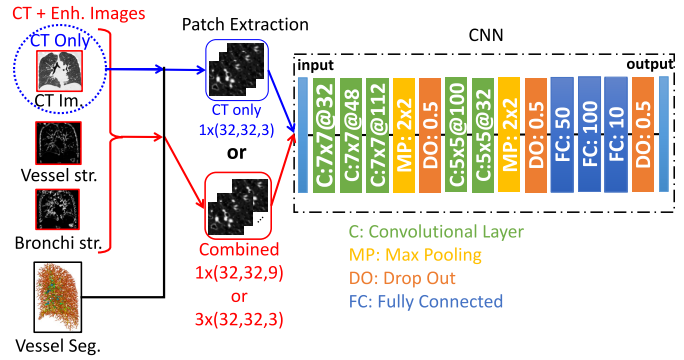 CT + Enh. Images
CT Only
CT Im.
Vessel str.
Bronchi str.
Vessel Seg.
Patch Extraction
CT only
1x(32,32,3)
or
Combined
1x(32,32,9)
or
3x(32,32,3)
CNN
input
C:7x7@32
C:7x7@48
C:7x7@112
MP: 2x2
DO: 0.5
C:5x5@100
C:5x5@32
MP: 2x2
DO: 0.5
FC: 50
FC: 100
FC: 10
DO: 0.5
output
C: Convolutional Layer
MP: Max Pooling
DO: Drop Out
FC: Fully Connected